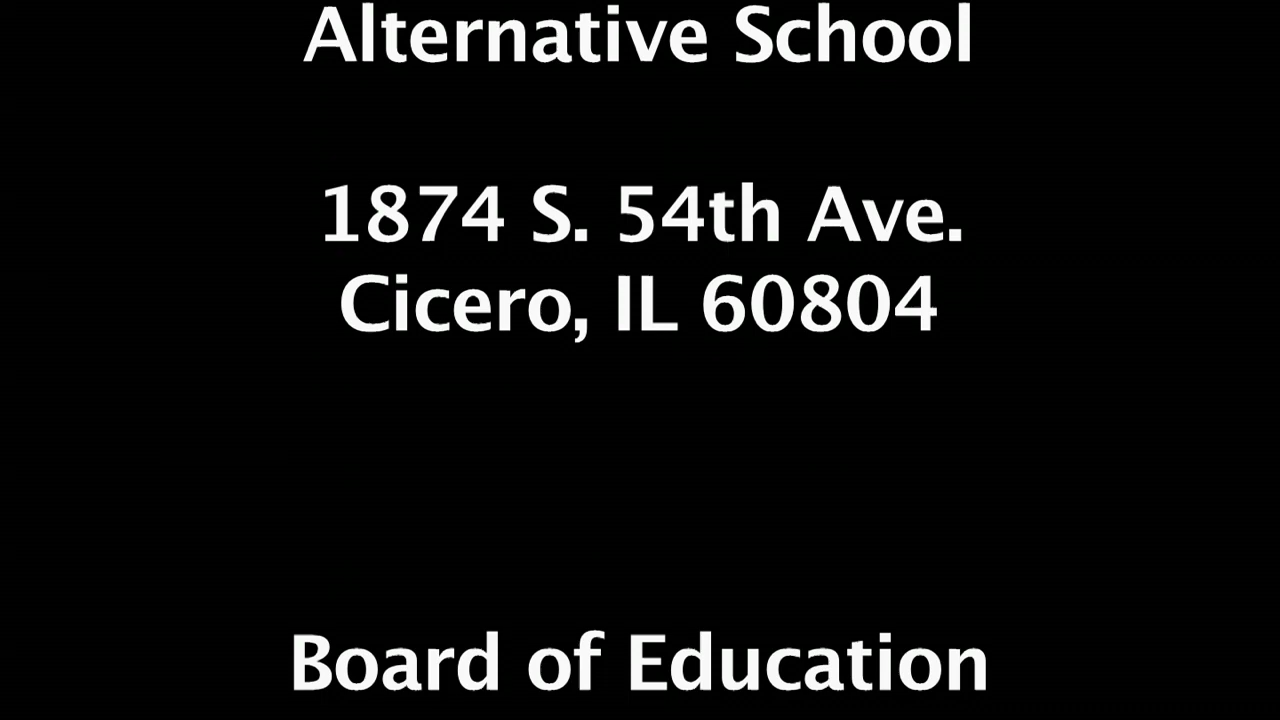 Alternative School
1874 S. 54th Ave.
Cicero, IL 60804
Board of Education